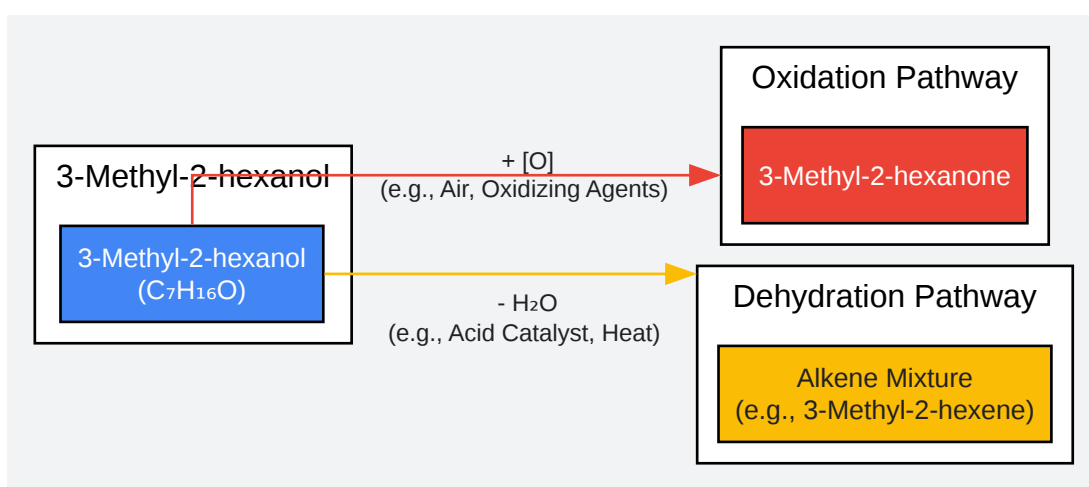 3-Methyl-2-hexanol
3-Methyl-2-hexanol
(C₇H₁₆O)
+ [O]
(e.g., Air, Oxidizing Agents)
- H₂O
(e.g., Acid Catalyst, Heat)
Oxidation Pathway
3-Methyl-2-hexanone
Dehydration Pathway
Alkene Mixture
(e.g., 3-Methyl-2-hexene)